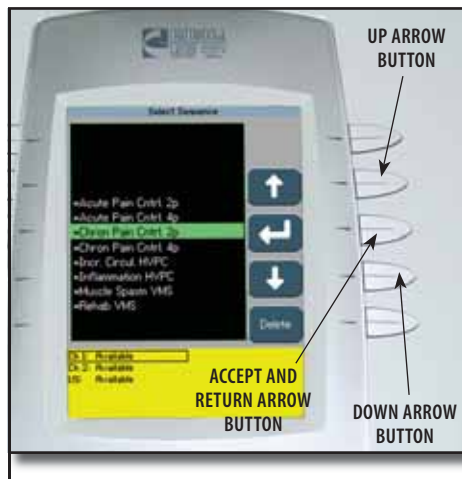 UP ARROW
BUTTON
Select Sequence
•Acute Pain Cntrl. 2p
•Acute Pain Cntrl. 4p
•Chron Pain Cntrl. 2p
•Chron Pain Cntrl. 4p
•Incr. Circul. HVPC
•Inflammation HVPC
•Muscle Spasm VMS
•Rehab VMS
Delete
Ch 1: Available
Ch 2: Available
US: Available
ACCEPT AND
RETURN ARROW
BUTTON
DOWN ARROW
BUTTON